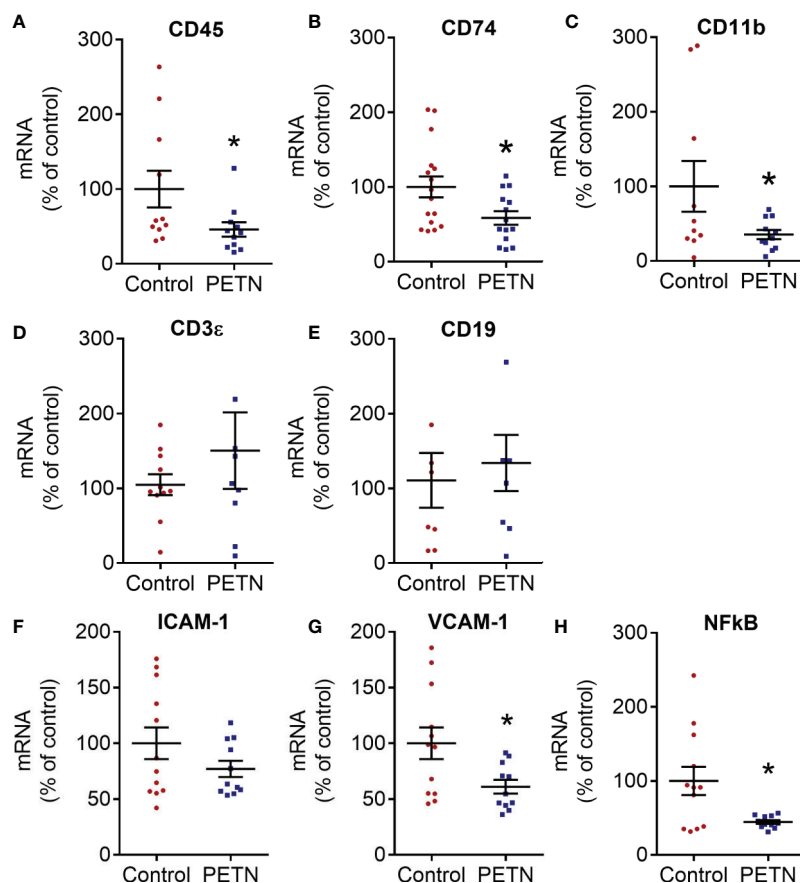 A
CD45
mRNA
(% of control)
300
200
100
0
*
Control PETN
B
CD74
mRNA
(% of control)
300
200
100
0
*
Control PETN
C
CD11b
mRNA
(% of control)
300
200
100
0
*
Control PETN
D
CD3ε
mRNA
(% of control)
300
200
100
0
Control PETN
E
CD19
mRNA
(% of control)
300
200
100
0
Control PETN
F
ICAM-1
mRNA
(% of control)
200
150
100
50
0
Control PETN
G
VCAM-1
mRNA
(% of control)
200
150
100
50
0
*
Control PETN
H
NFkB
mRNA
(% of control)
300
200
100
0
*
Control PETN